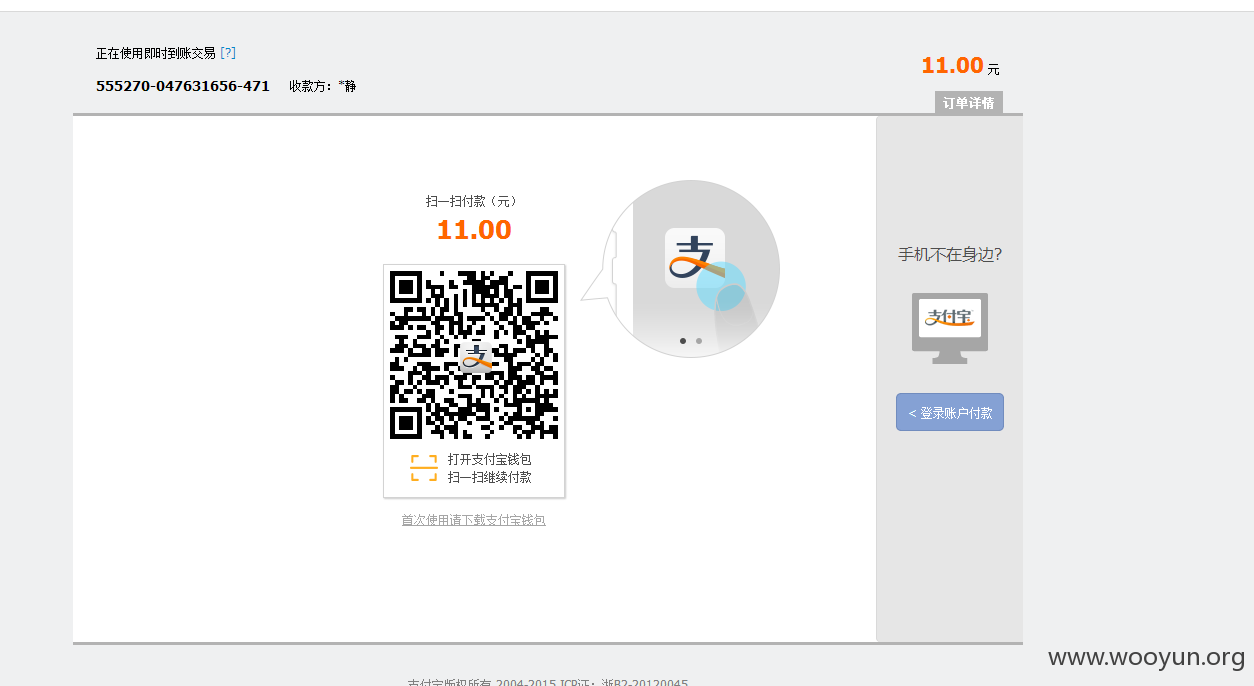 正在使用即时到账交易 [?]
555270-047631656-471 收款方：*静
11.00 元
订单详情
扫一扫付款（元）
11.00
支
支
打开支付宝钱包
扫一扫继续付款
首次使用请下载支付宝钱包
手机不在身边?
支付宝
< 登录账户付款
www.wooyun.org
支付宝版权所有 2004-2015 ICP证：浙B2-20120045